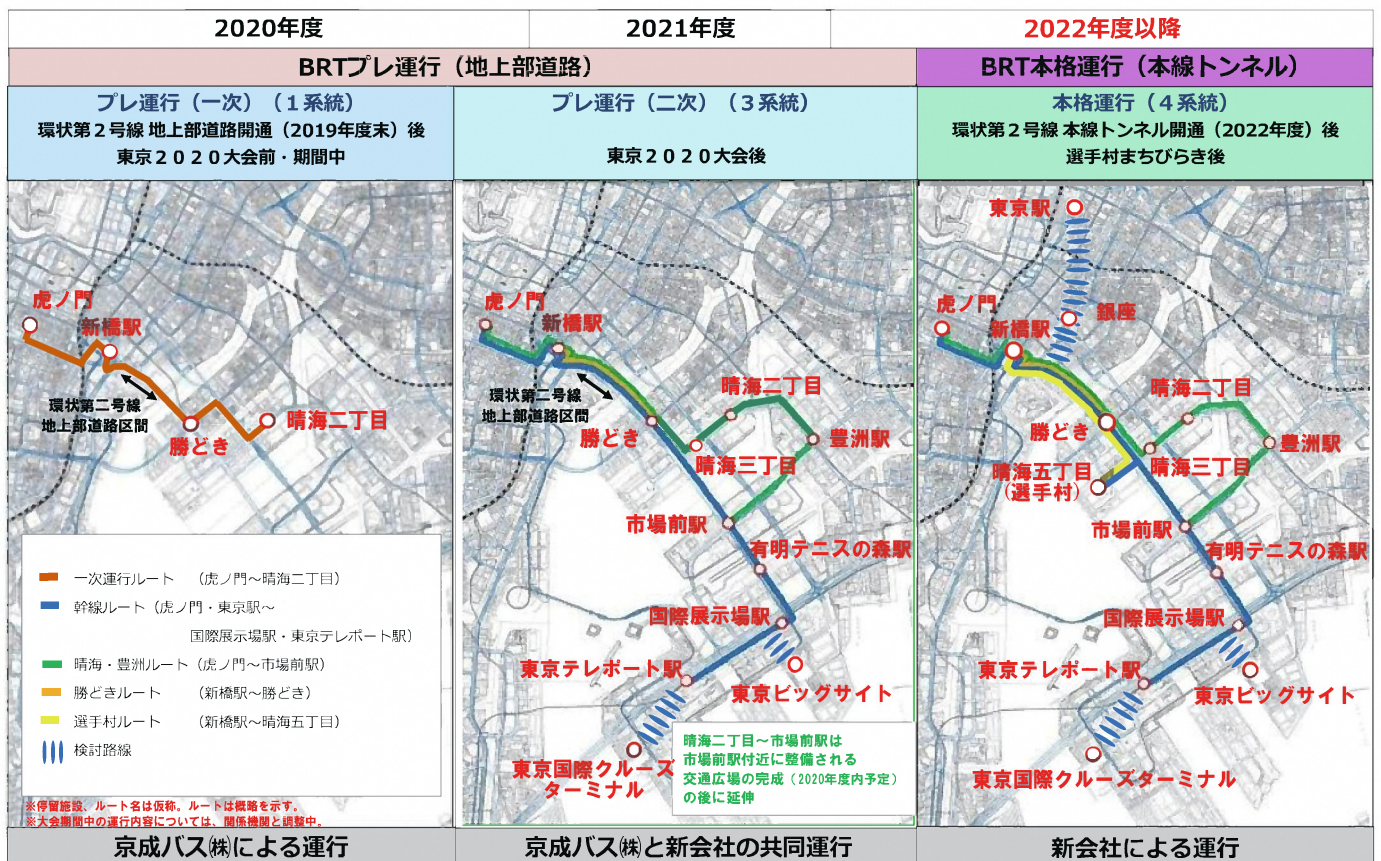 2020年度
2021年度
2022年度以降
BRTプレ運行（地上部道路）
BRT本格運行（本線トンネル）
プレ運行（一次）（１系統）
環状第２号線 地上部道路開通（2019年度末）後
東京２０２０大会前・期間中
プレ運行（二次）（３系統）
東京２０２０大会後
本格運行（４系統）
環状第２号線 本線トンネル開通（2022年度）後
選手村まちびらき後
虎ノ門
新橋駅
環状第二号線
地上部道路区間
勝どき
晴海二丁目
一次運行ルート　（虎ノ門～晴海二丁目）
幹線ルート（虎ノ門・東京駅～
国際展示場駅・東京テレポート駅）
晴海・豊洲ルート（虎ノ門～市場前駅）
勝どきルート　（新橋駅～勝どき）
選手村ルート　（新橋駅～晴海五丁目）
検討路線
※停留施設、ルート名は仮称。ルートは概略を示す。
※大会期間中の運行内容については、関係機関と調整中。
虎ノ門
新橋駅
環状第二号線
地上部道路区間
晴海二丁目
勝どき
豊洲駅
晴海三丁目
市場前駅
有明テニスの森駅
国際展示場駅
東京テレポート駅
東京ビッグサイト
東京国際クルーズ
ターミナル
晴海二丁目～市場前駅は
市場前駅付近に整備される
交通広場の完成（2020年度内予定）
の後に延伸
東京駅
虎ノ門
銀座
新橋駅
晴海二丁目
勝どき
豊洲駅
晴海三丁目
晴海五丁目
（選手村）
市場前駅
有明テニスの森駅
国際展示場駅
東京テレポート駅
東京ビッグサイト
東京国際クルーズターミナル
京成バス㈱による運行
京成バス㈱と新会社の共同運行
新会社による運行